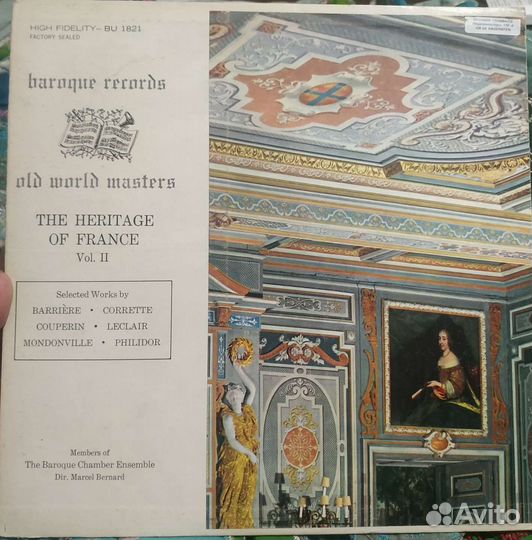 HIGH FIDELITY — BU 1821
FACTORY SEALED
baroque records
old world masters
THE HERITAGE
OF FRANCE
Vol. II
Selected Works by
BARRIÈRE • CORRETTE
COUPERIN • LECLAIR
MONDONVILLE • PHILIDOR
Members of
The Baroque Chamber Ensemble
Dir. Marcel Bernard
Avito